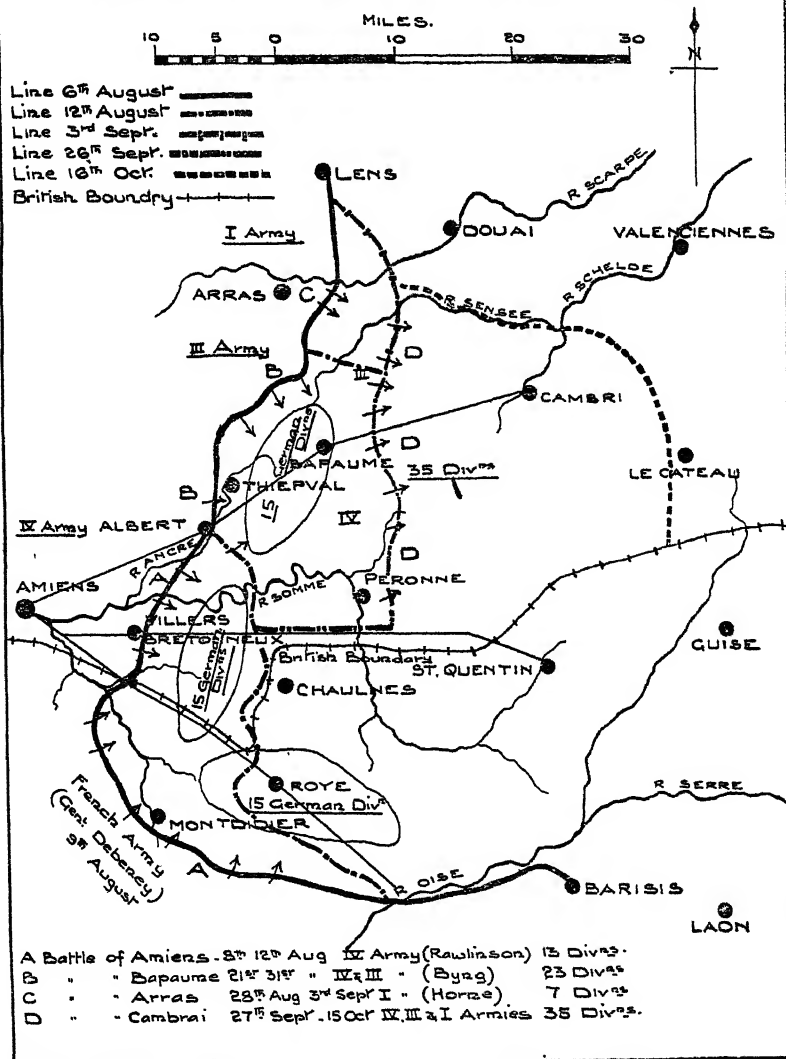 MILES.
10 5 0 10 20 30
N
Line 6th August
Line 12th August
Line 3rd Sept.
Line 26th Sept.
Line 16th Oct.
British Boundry
LENS
R SCARPE
I Army
DOUAI
VALENCIENNES
R SCHELDE
ARRAS
C
R SENSEE
III Army
B
III
D
CAMBRI
15 German Divns
BAPAUME
D
35 Divns
LE CATEAU
THIEPVAL
B
IV
IV Army ALBERT
D
R ANCRE
A
AMIENS
R SOMME
PERONNE
VILLERS
BRETONNEUX
GUISE
British Boundary
ST. QUENTIN
15 German Divns
CHAULNES
ROYE
15 German Divn
R SERRE
French Army
(Genl Debeney)
9th August
MONTDIDIER
A
R OISE
BARISIS
LAON
A Battle of Amiens - 8th 12th Aug IV Army (Rawlinson) 13 Divns.
B " " Bapaume 21st 31st " IV & III " (Byng) 23 Divns
C " " Arras 28th Aug 3rd Sept I " (Horne) 7 Divns
D " " Cambrai 27th Sept - 15 Oct IV, III & I Armies 35 Divns.